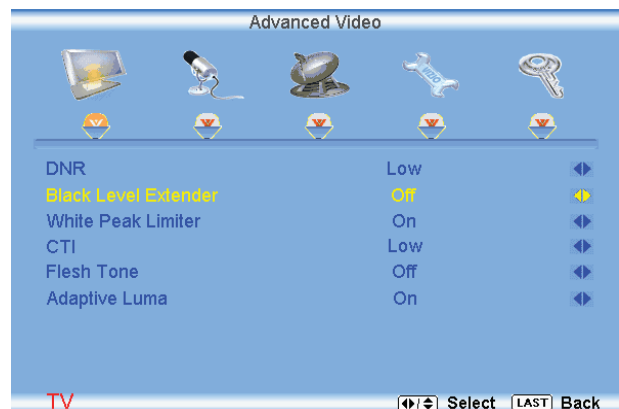 Advanced Video
VIZIO
DNR Low
Black Level Extender Off
White Peak Limiter On
CTI Low
Flesh Tone Off
Adaptive Luma On
TV Select LAST Back